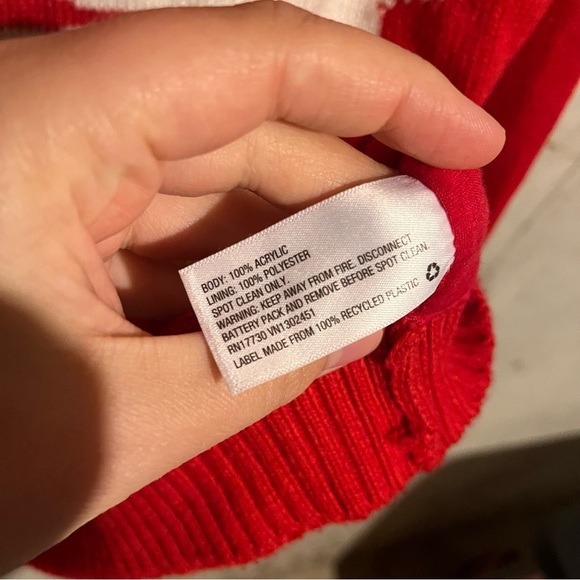 BODY: 100% ACRYLIC
LINING: 100% POLYESTER
SPOT CLEAN ONLY.
WARNING: KEEP AWAY FROM FIRE. DISCONNECT
BATTERY PACK AND REMOVE BEFORE SPOT CLEAN.
RN17730 VN1302451
LABEL MADE FROM 100% RECYCLED PLASTIC